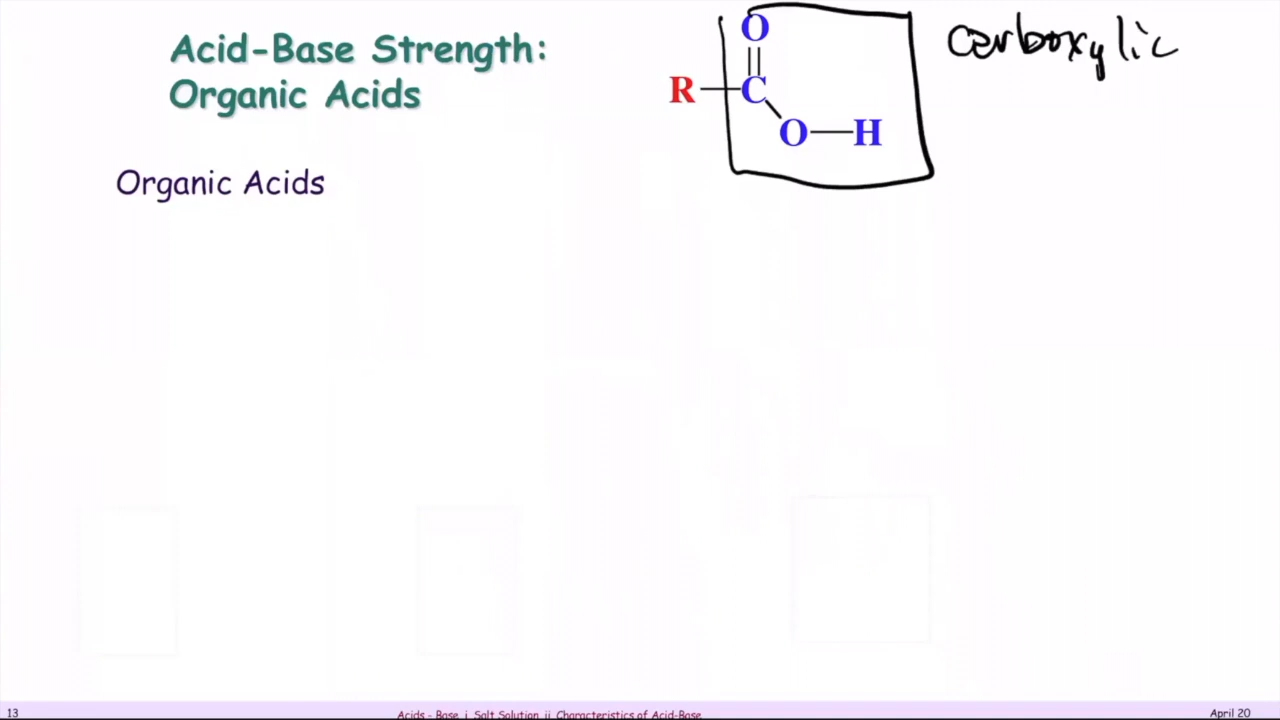 Acid-Base Strength:
Organic Acids
O
R C
O H
carboxylic
Organic Acids
13
Acids - Base i Salt Solution ii Characteristics of Acid-Base
April 20